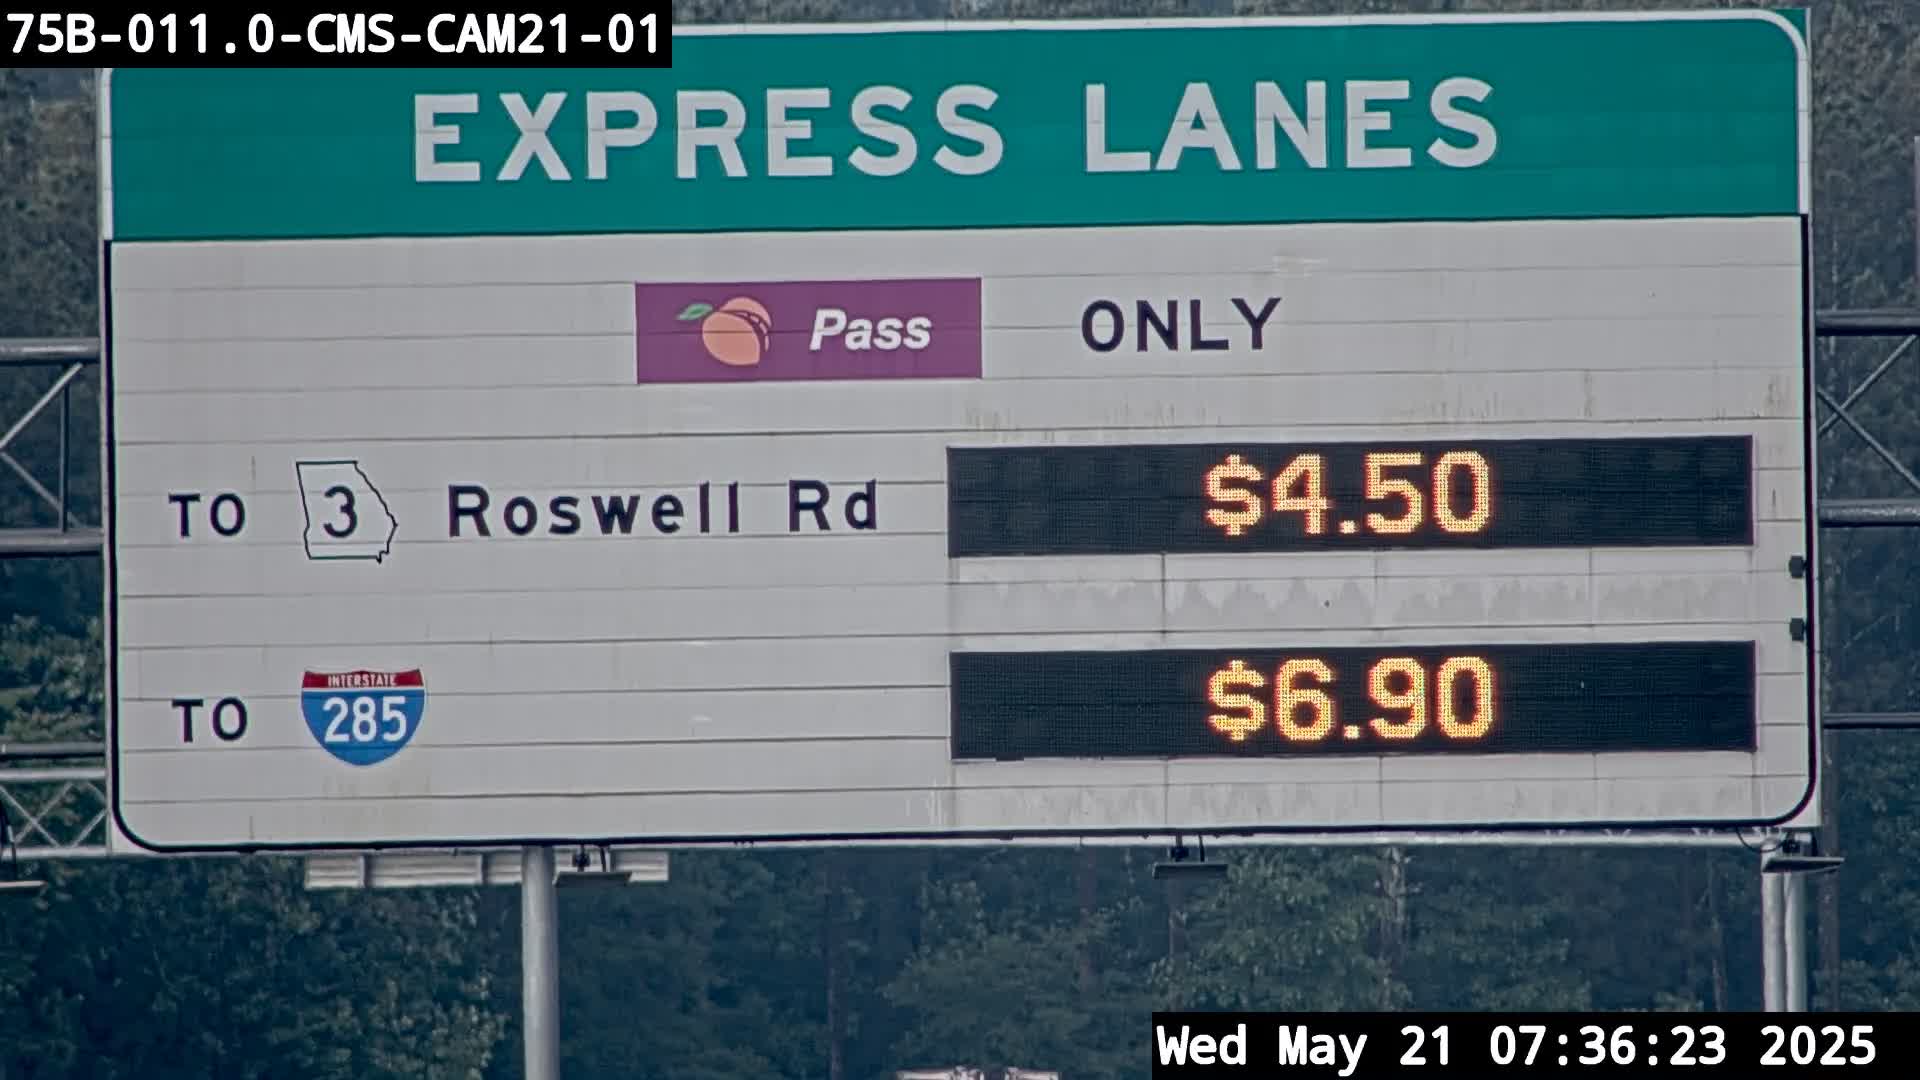 75B-011.0-CMS-CAM21-01
EXPRESS LANES
Pass ONLY
TO 3 Roswell Rd $4.50
INTERSTATE
TO 285 $6.90
Wed May 21 07:36:23 2025